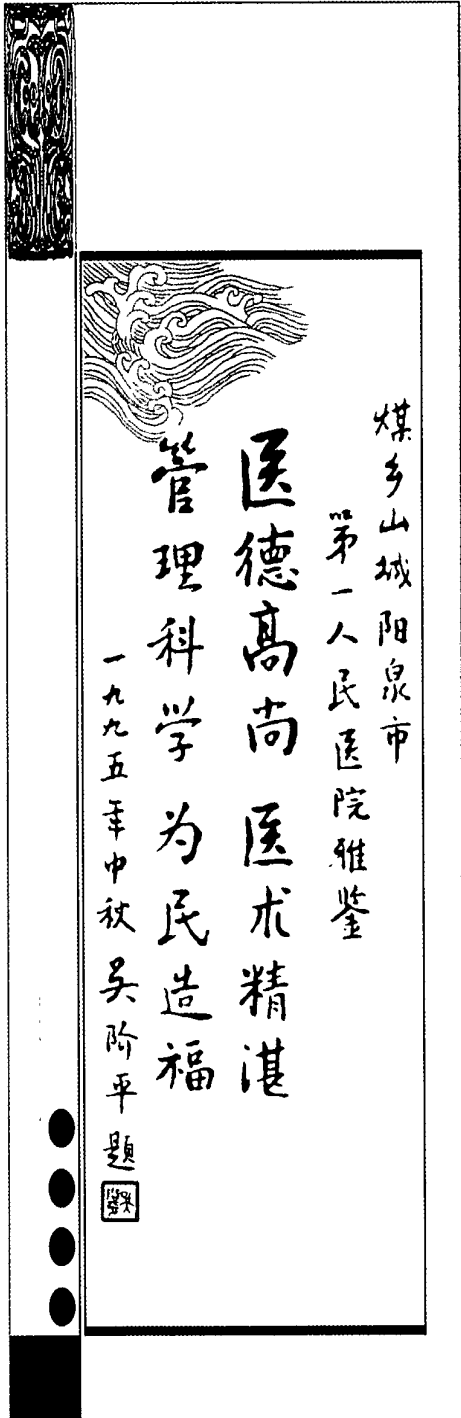 煤乡山城阳泉市
第一人民医院雅鉴
医德高尚 医术精湛
管理科学 为民造福
一九九五年中秋 吴阶平题